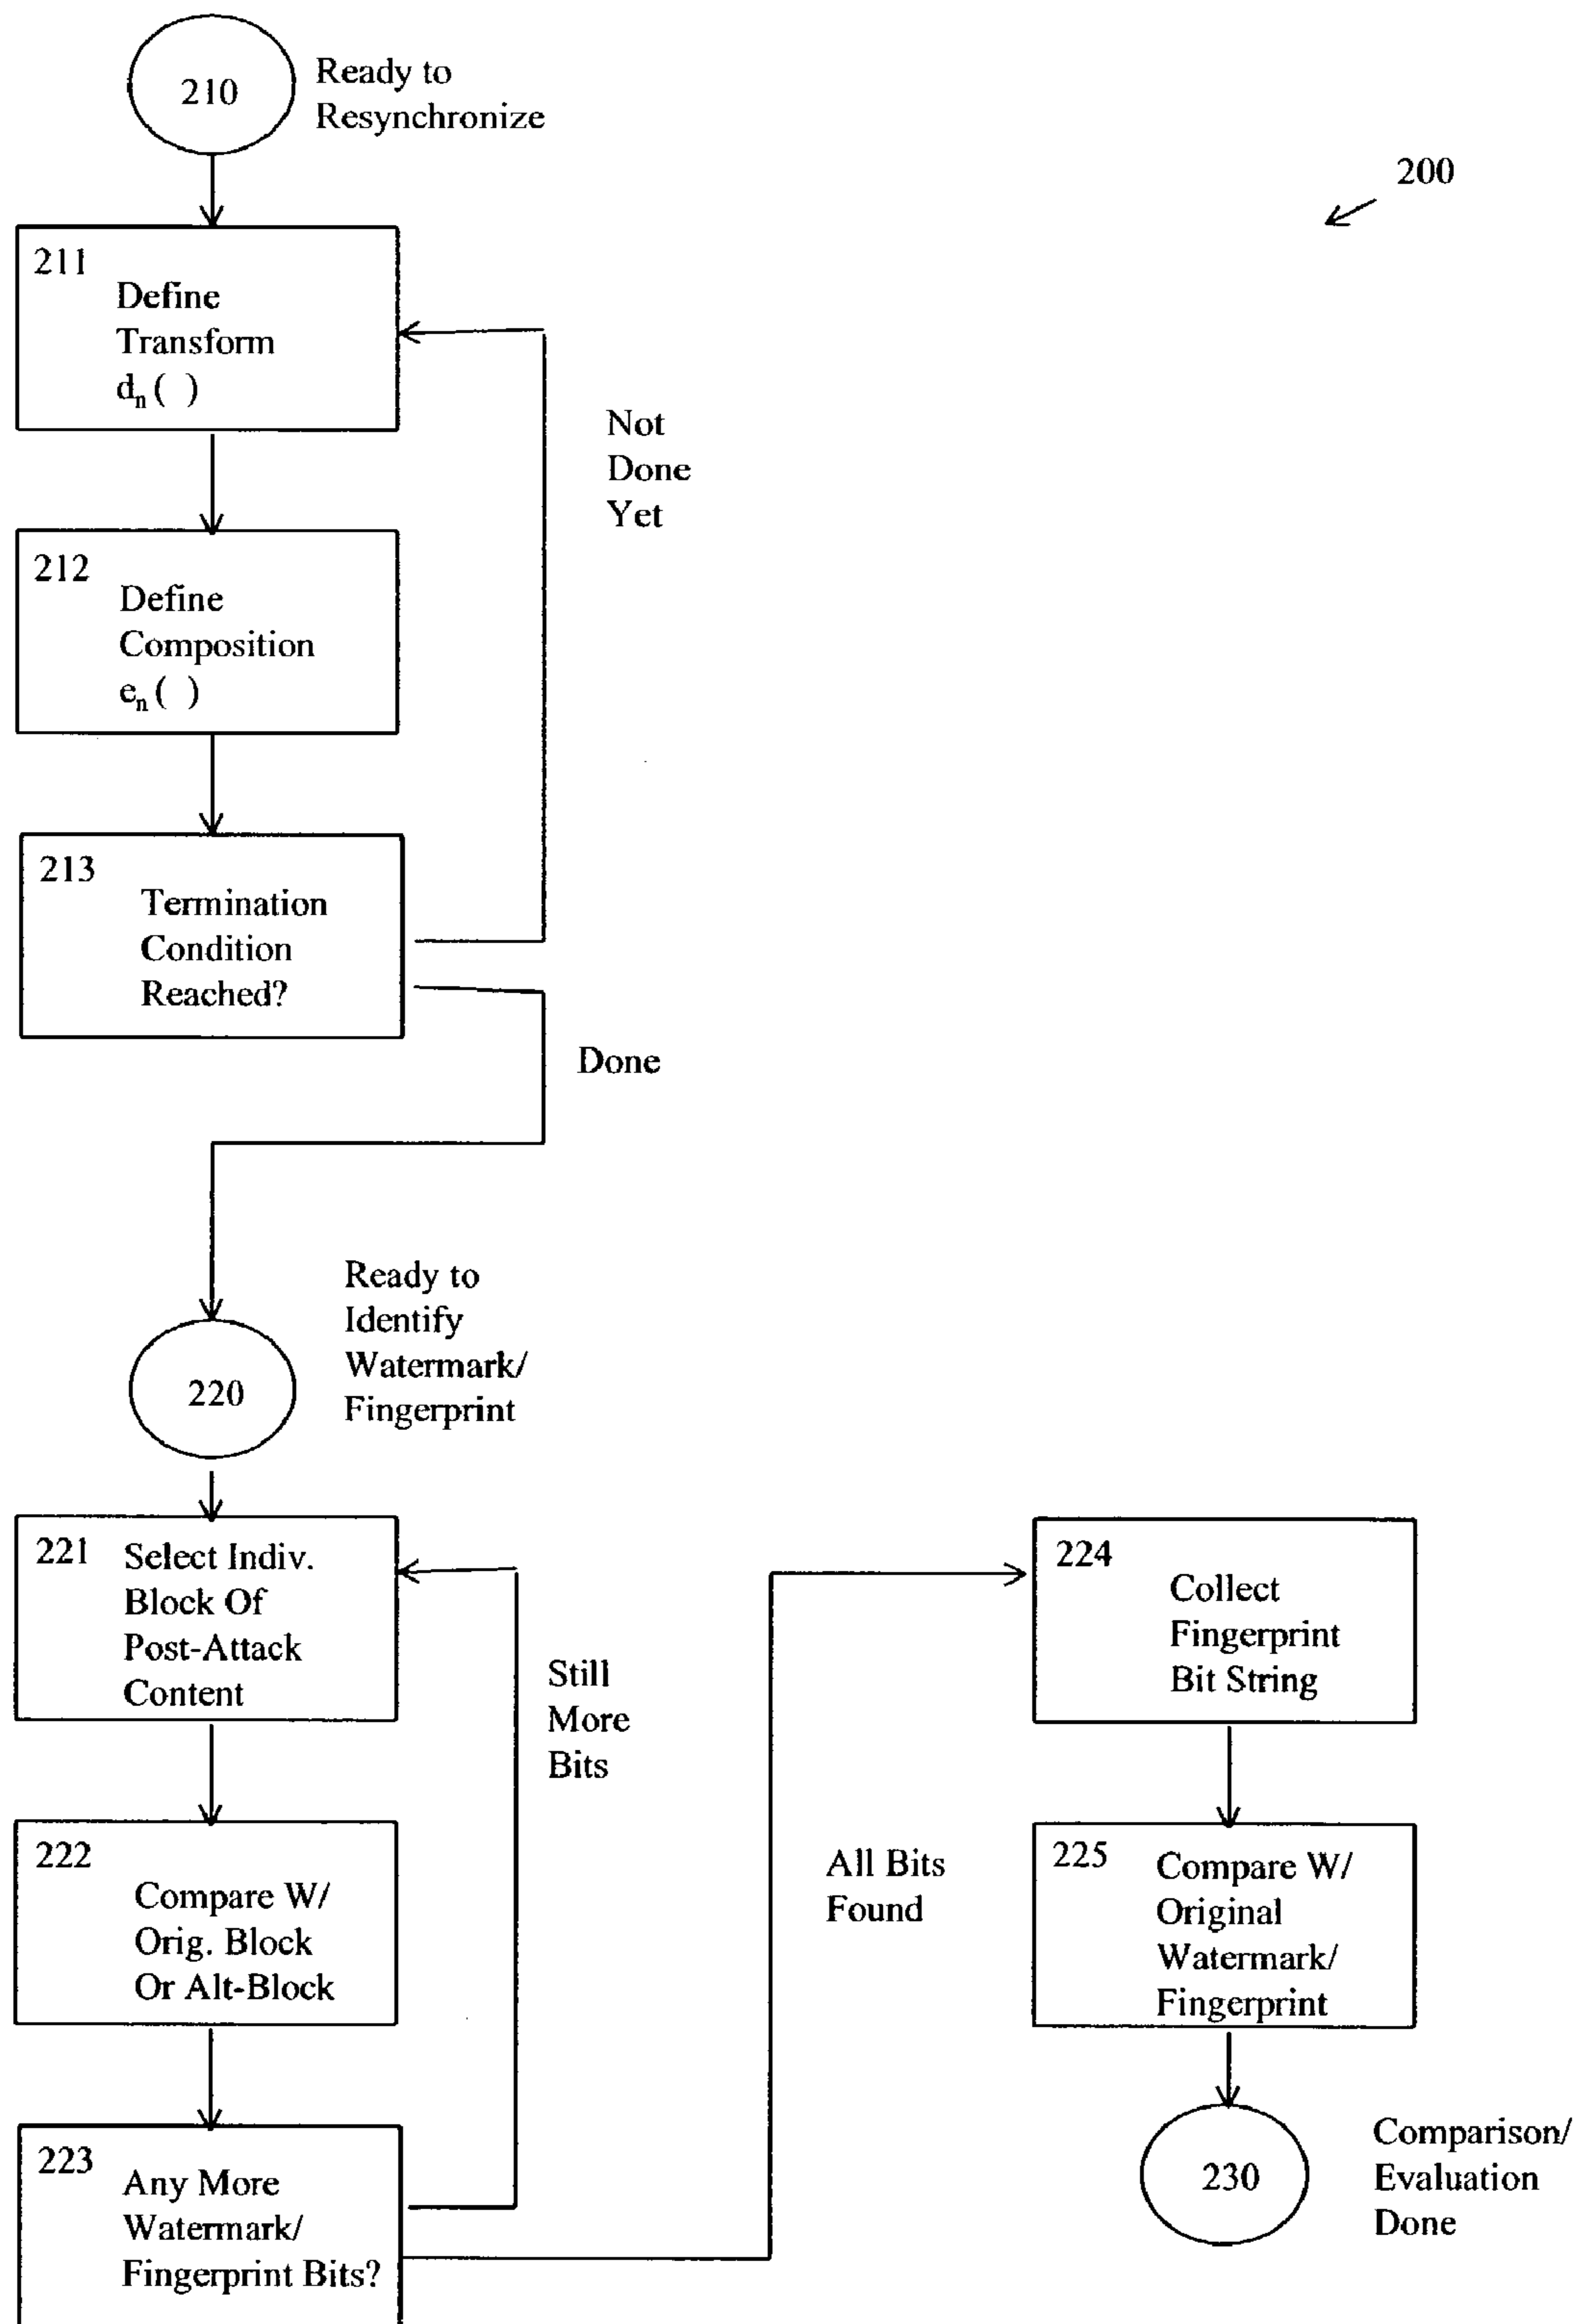 210
Ready to
Resynchronize
200
211
Define
Transform
dₙ ( )
Not
Done
Yet
212
Define
Composition
eₙ ( )
213
Termination
Condition
Reached?
Done
Ready to
Identify
Watermark/
Fingerprint
220
221 Select Indiv.
Block Of
Post-Attack
Content
Still
More
Bits
222
Compare W/
Orig. Block
Or Alt-Block
223
Any More
Watermark/
Fingerprint Bits?
All Bits
Found
224
Collect
Fingerprint
Bit String
225 Compare W/
Original
Watermark/
Fingerprint
230
Comparison/
Evaluation
Done